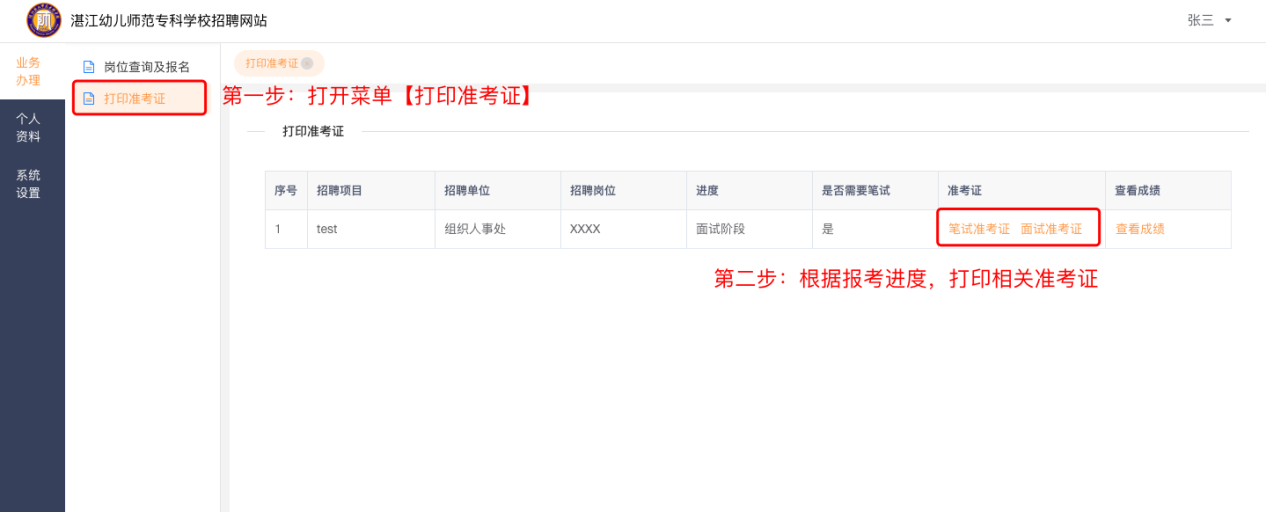 湛江幼儿师范专科学校招聘网站
张三
业务
办理
个人
资料
系统
设置
岗位查询及报名
打印准考证
打印准考证
第一步：打开菜单【打印准考证】
打印准考证
序号 招聘项目 招聘单位 招聘岗位 进度 是否需要笔试 准考证 查看成绩
1 test 组织人事处 XXXX 面试阶段 是 笔试准考证 面试准考证 查看成绩
第二步：根据报考进度，打印相关准考证